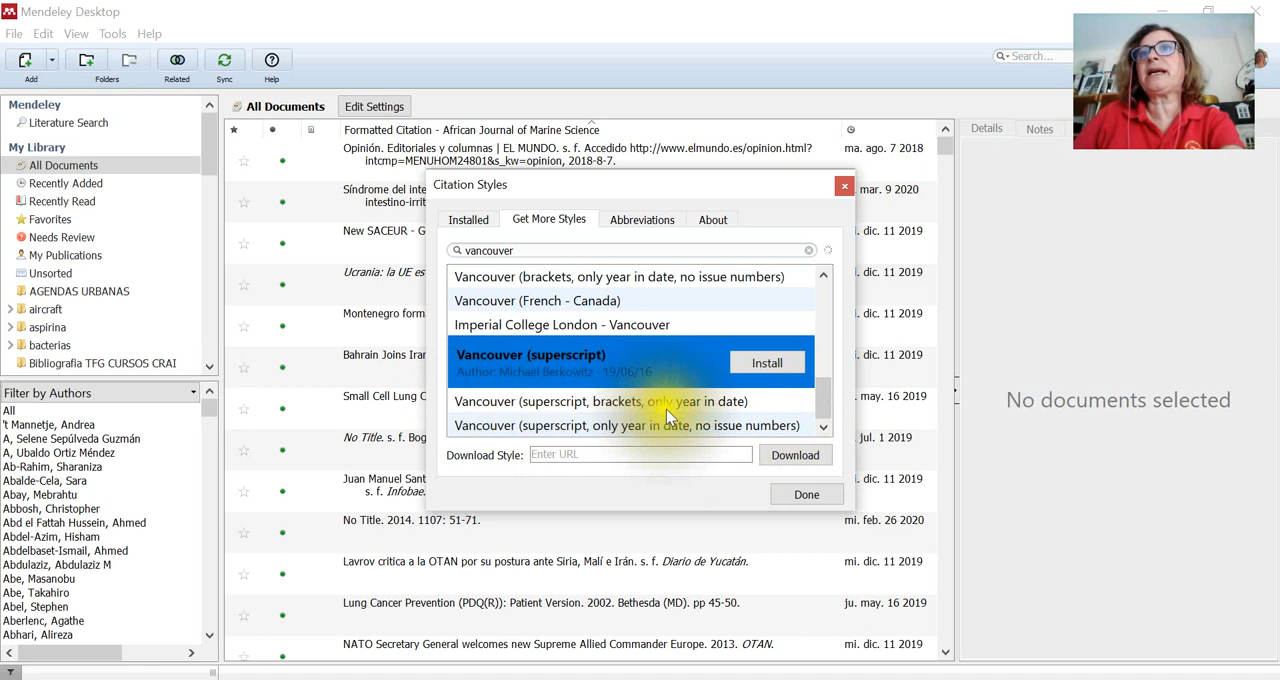 Mendeley Desktop
File Edit View Tools Help
Search...
Add Folders Related Sync Help
Mendeley
Literature Search
My Library
All Documents
Recently Added
Recently Read
Favorites
Needs Review
My Publications
Unsorted
AGENDAS URBANAS
aircraft
aspirina
bacterias
Bibliografia TFG CURSOS CRAI
Filter by Authors
All
't Mannetje, Andrea
A, Selene Sepúlveda Guzmán
A, Ubaldo Ortiz Méndez
Ab-Rahim, Sharaniza
Abalde-Cela, Sara
Abay, Mebrahtu
Abbosh, Christopher
Abd el Fattah Hussein, Ahmed
Abdel-Azim, Hisham
Abdelbaset-Ismail, Ahmed
Abdulaziz, Abdulaziz M
Abe, Masanobu
Abe, Takahiro
Abel, Stephen
Aberlenc, Agathe
Abhari, Alireza
All Documents Edit Settings
Formatted Citation - African Journal of Marine Science
Opinión. Editoriales y columnas | EL MUNDO. s. f. Accedido http://www.elmundo.es/opinion.html? ma. ago. 7 2018
intcmp=MENUHOM24801&s_kw=opinion, 2018-8-7.
Síndrome del inte mar. 9 2020
intestino-irrit
New SACEUR - G i. dic. 11 2019
Ucrania: la UE es i. dic. 11 2019
Montenegro form i. dic. 11 2019
Bahrain Joins Iran i. dic. 11 2019
Small Cell Lung C . may. 16 2019
No Title. s. f. Bog . jul. 1 2019
Juan Manuel Sant i. dic. 11 2019
s. f. Infobae.
No Title. 2014. 1107: 51-71. mi. feb. 26 2020
Lavrov critica a la OTAN por su postura ante Siria, Malí e Irán. s. f. Diario de Yucatán. mi. dic. 11 2019
Lung Cancer Prevention (PDQ(R)): Patient Version. 2002. Bethesda (MD). pp 45-50. ju. may. 16 2019
NATO Secretary General welcomes new Supreme Allied Commander Europe. 2013. OTAN. mi. dic. 11 2019
Citation Styles
Installed Get More Styles Abbreviations About
vancouver
Vancouver (brackets, only year in date, no issue numbers)
Vancouver (French - Canada)
Imperial College London - Vancouver
Vancouver (superscript)
Author: Michael Berkowitz - 19/06/16
Install
Vancouver (superscript, brackets, only year in date)
Vancouver (superscript, only year in date, no issue numbers)
Download Style: Enter URL Download
Done
Details Notes
No documents selected